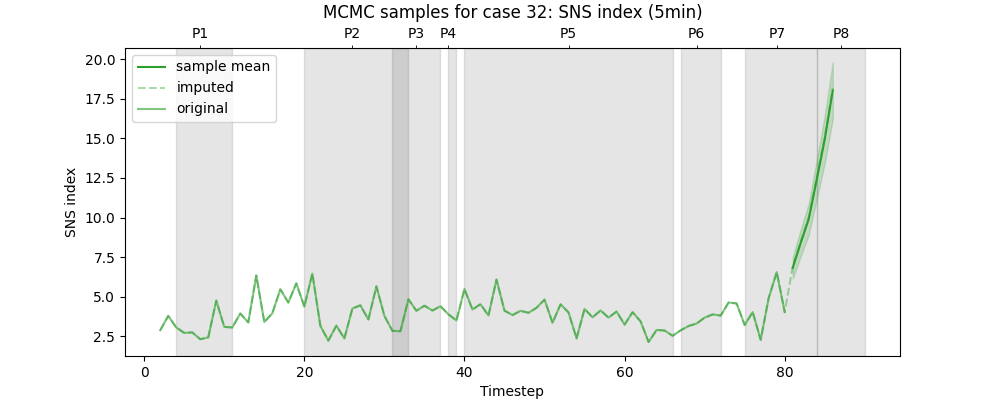 MCMC samples for case 32: SNS index (5min)
P1 P2 P3 P4 P5 P6 P7 P8
sample mean
imputed
original
20.0
17.5
15.0
12.5
10.0
7.5
5.0
2.5
SNS index
0 20 40 60 80
Timestep